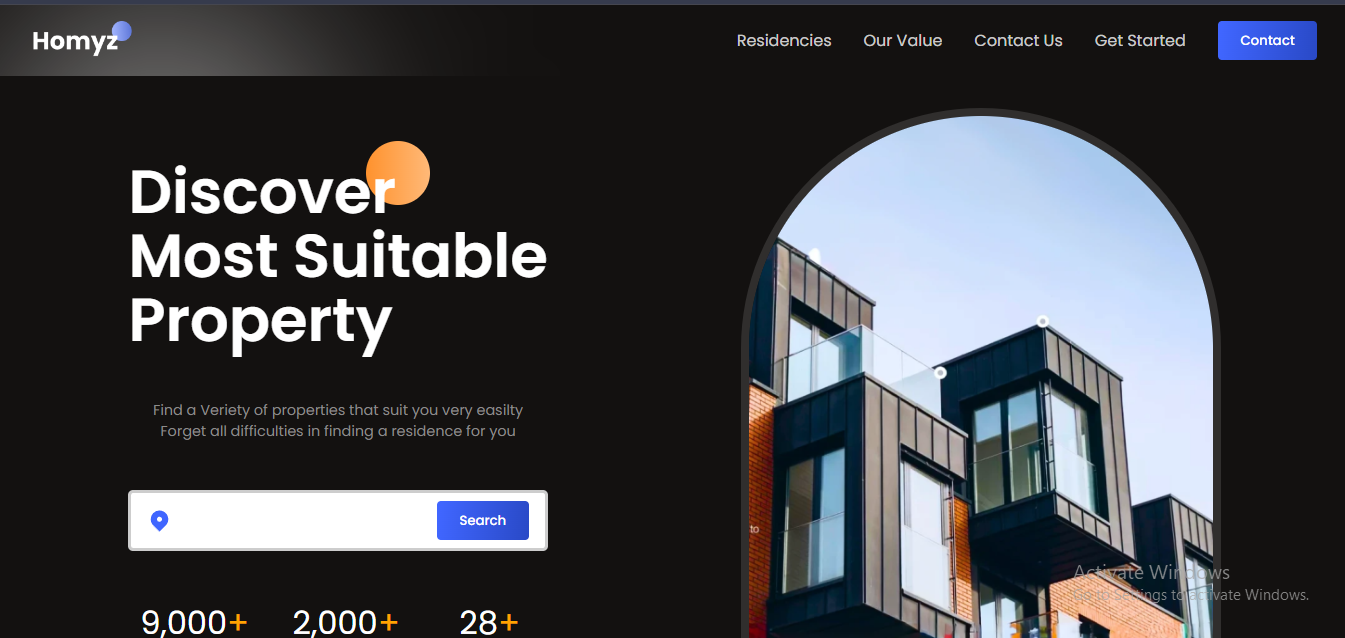 Homyz
Residencies
Our Value
Contact Us
Get Started
Contact
Discover
Most Suitable
Property
Find a Veriety of properties that suit you very easilty
Forget all difficulties in finding a residence for you
Search
9,000+
2,000+
28+
to
Activate Windows
Go to Settings to activate Windows.